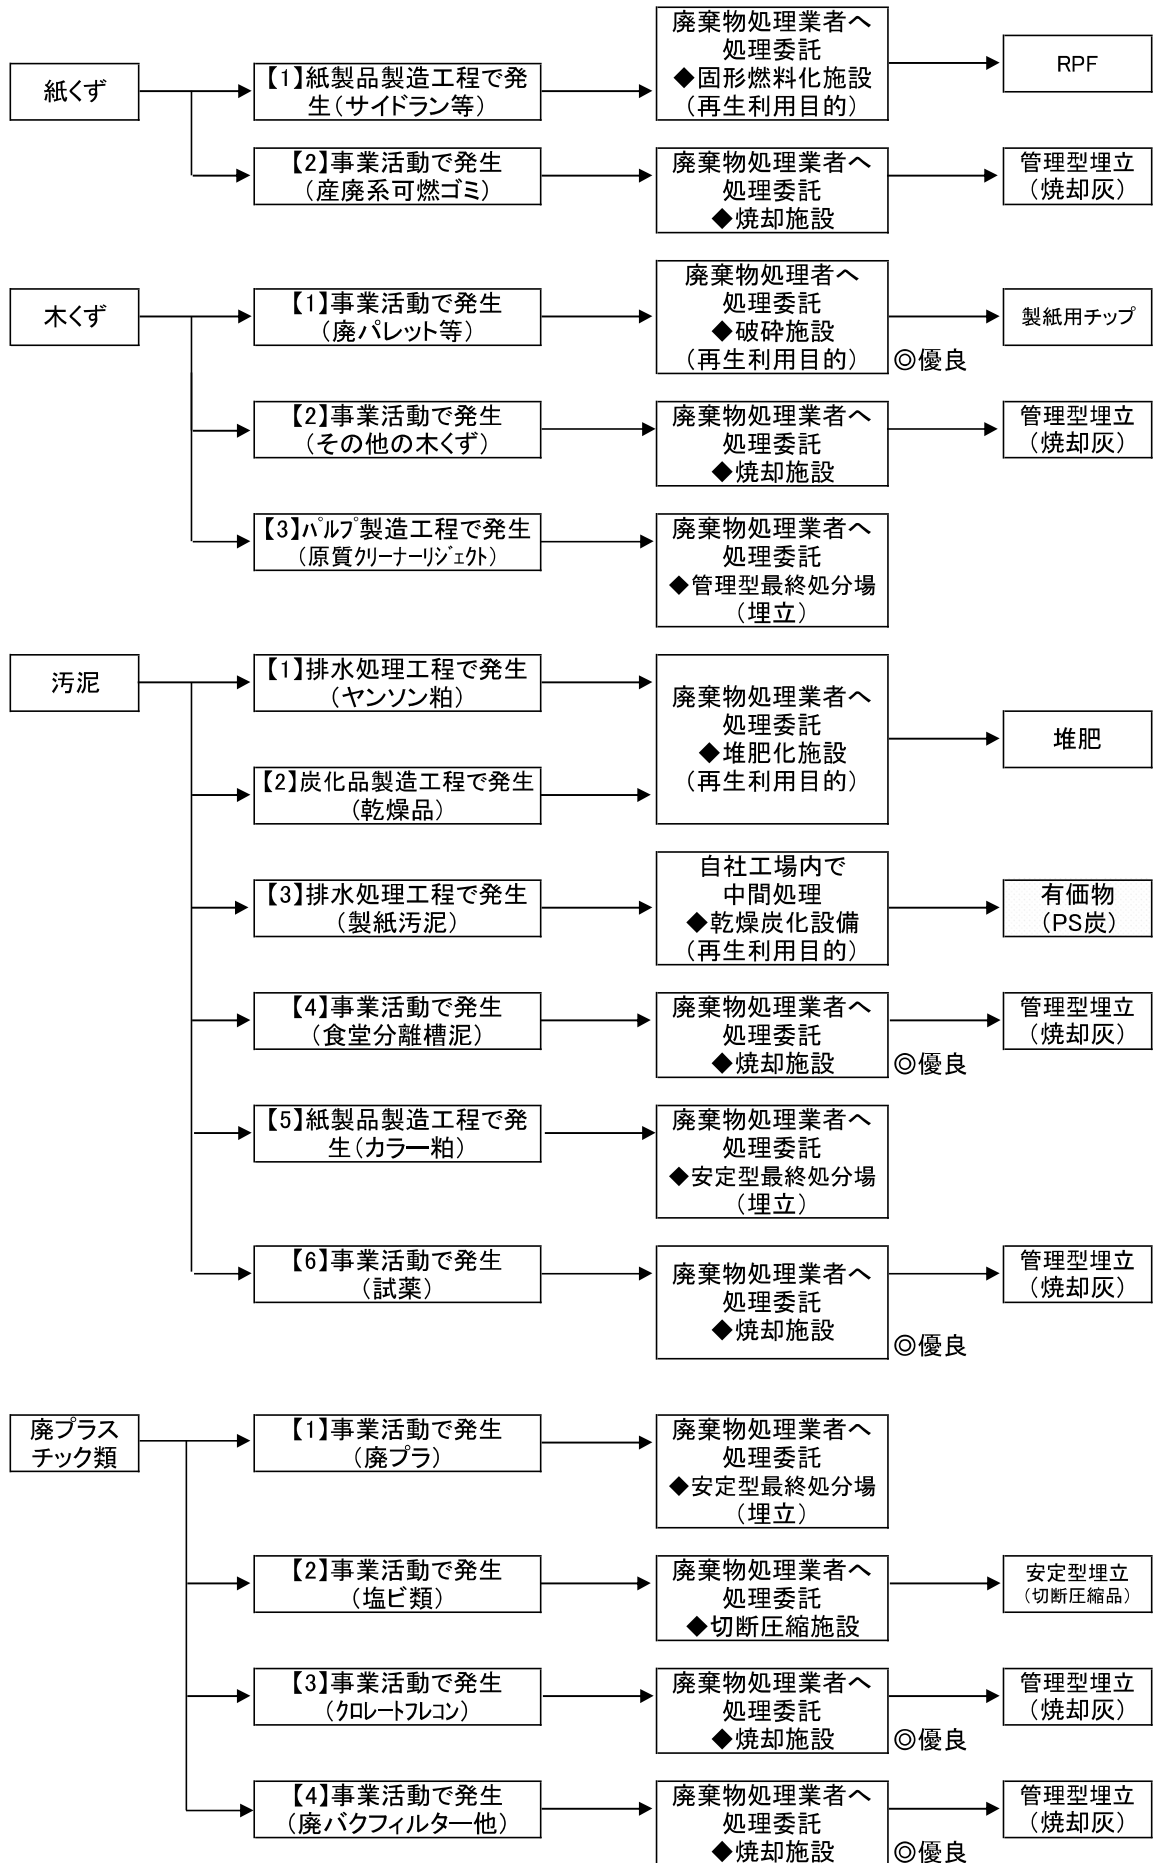 紙くず
【1】紙製品製造工程で発
生（サイドラン等）
廃棄物処理業者へ
処理委託
◆固形燃料化施設
（再生利用目的）
RPF
【2】事業活動で発生
（産廃系可燃ゴミ）
廃棄物処理業者へ
処理委託
◆焼却施設
管理型埋立
（焼却灰）
木くず
【1】事業活動で発生
（廃パレット等）
廃棄物処理者へ
処理委託
◆破砕施設
（再生利用目的）
◎優良
製紙用チップ
【2】事業活動で発生
（その他の木くず）
廃棄物処理業者へ
処理委託
◆焼却施設
管理型埋立
（焼却灰）
【3】ﾊﾟﾙﾌﾟ製造工程で発生
（原質ｸﾘｰﾅｰﾘｼﾞｪｸﾄ）
廃棄物処理業者へ
処理委託
◆管理型最終処分場
（埋立）
汚泥
【1】排水処理工程で発生
（ヤンソン粕）
【2】炭化品製造工程で発生
（乾燥品）
廃棄物処理業者へ
処理委託
◆堆肥化施設
（再生利用目的）
堆肥
【3】排水処理工程で発生
（製紙汚泥）
自社工場内で
中間処理
◆乾燥炭化設備
（再生利用目的）
有価物
（PS炭）
【4】事業活動で発生
（食堂分離槽泥）
廃棄物処理業者へ
処理委託
◆焼却施設
◎優良
管理型埋立
（焼却灰）
【5】紙製品製造工程で発
生（カラー粕）
廃棄物処理業者へ
処理委託
◆安定型最終処分場
（埋立）
【6】事業活動で発生
（試薬）
廃棄物処理業者へ
処理委託
◆焼却施設
◎優良
管理型埋立
（焼却灰）
廃プラス
チック類
【1】事業活動で発生
（廃プラ）
廃棄物処理業者へ
処理委託
◆安定型最終処分場
（埋立）
【2】事業活動で発生
（塩ビ類）
廃棄物処理業者へ
処理委託
◆切断圧縮施設
安定型埋立
（切断圧縮品）
【3】事業活動で発生
（ｸﾛﾚｰﾄﾌﾚｺﾝ）
廃棄物処理業者へ
処理委託
◆焼却施設
◎優良
管理型埋立
（焼却灰）
【4】事業活動で発生
（廃バクフィルター他）
廃棄物処理業者へ
処理委託
◆焼却施設
◎優良
管理型埋立
（焼却灰）